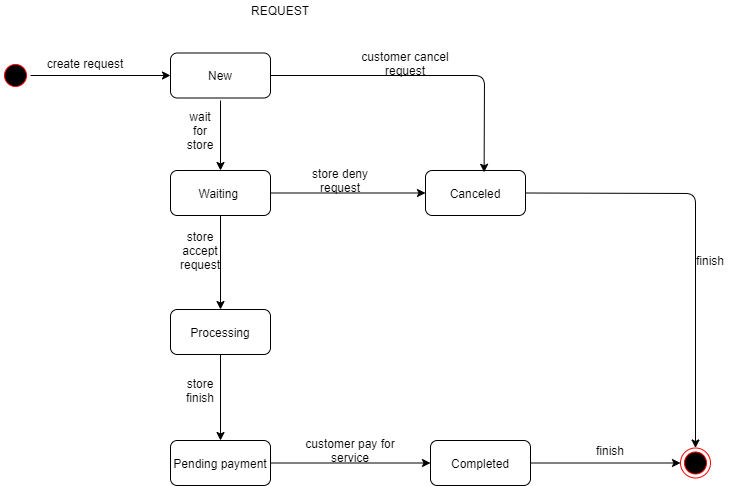 REQUEST
create request
New
customer cancel
request
wait
for
store
Waiting
store deny
request
Canceled
store
accept
request
finish
Processing
store
finish
Pending payment
customer pay for
service
Completed
finish